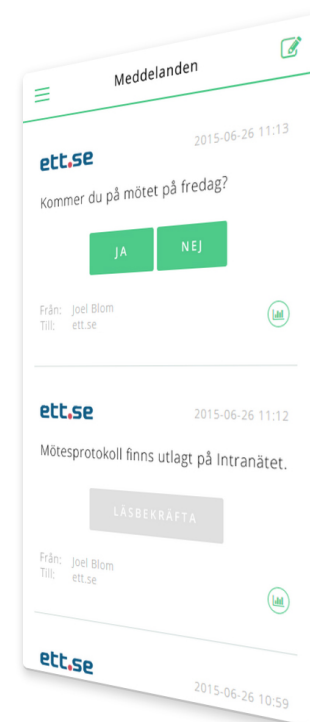 Meddelanden
2015-06-26 11:13
ett.se
Kommer du på mötet på fredag?
JA NEJ
Från: Joel Blom
Till: ett.se
ett.se
2015-06-26 11:12
Mötesprotokoll finns utlagt på Intranätet.
LÄSBEKRÄFTA
Från: Joel Blom
Till: ett.se
ett.se
2015-06-26 10:59